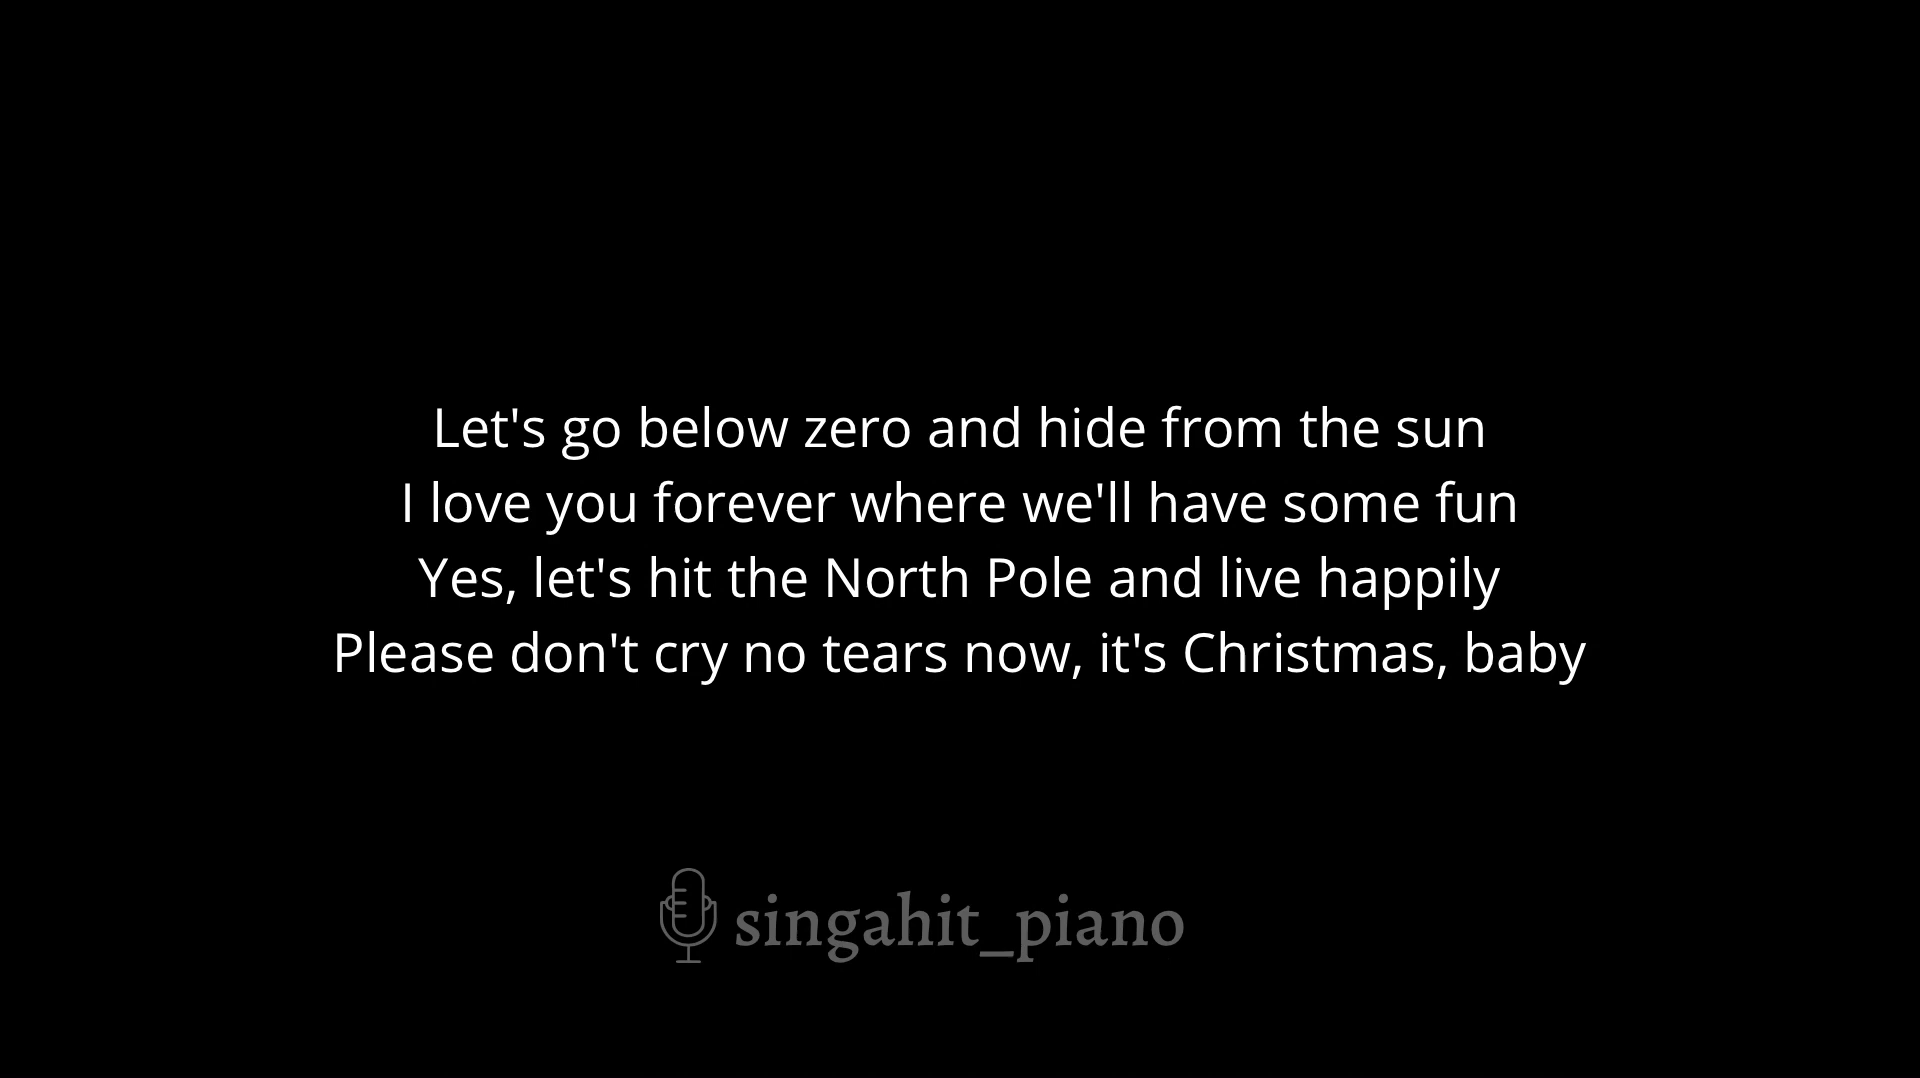 Let's go below zero and hide from the sun
I love you forever where we'll have some fun
Yes, let's hit the North Pole and live happily
Please don't cry no tears now, it's Christmas, baby
singahit_piano